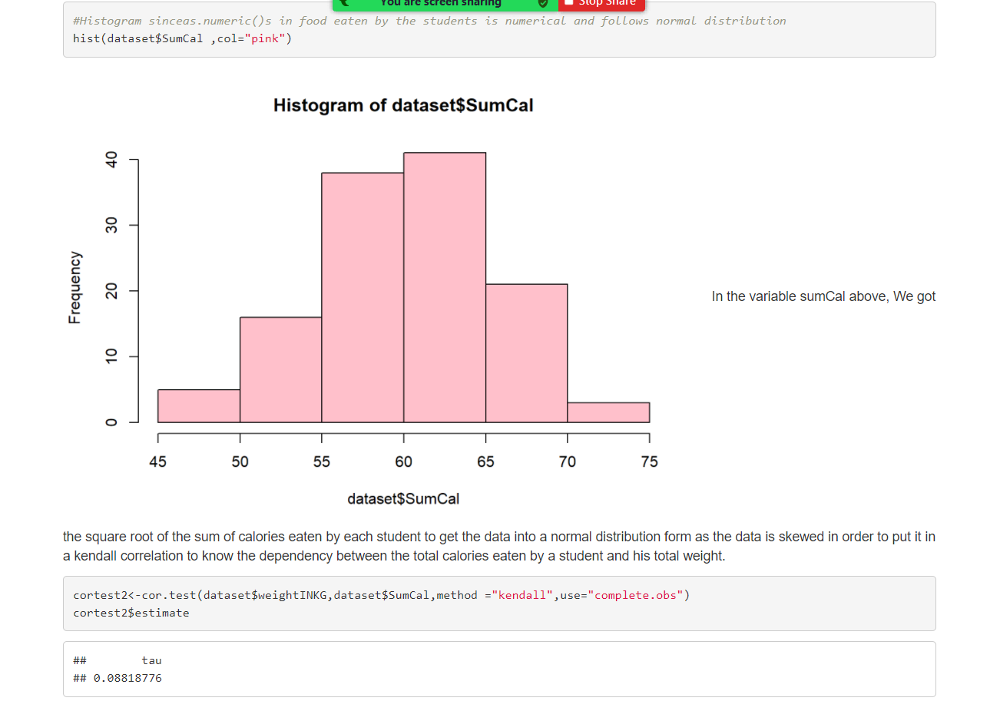 You are screen sharing Stop Share
#Histogram sinceas.numeric()s in food eaten by the students is numerical and follows normal distribution
hist(dataset$SumCal ,col="pink")
Histogram of dataset$SumCal
Frequency
40
30
20
10
0
45 50 55 60 65 70 75
dataset$SumCal
In the variable sumCal above, We got
the square root of the sum of calories eaten by each student to get the data into a normal distribution form as the data is skewed in order to put it in
a kendall correlation to know the dependency between the total calories eaten by a student and his total weight.
cortest2<-cor.test(dataset$weightINKG,dataset$SumCal,method ="kendall",use="complete.obs")
cortest2$estimate
## tau
## 0.08818776